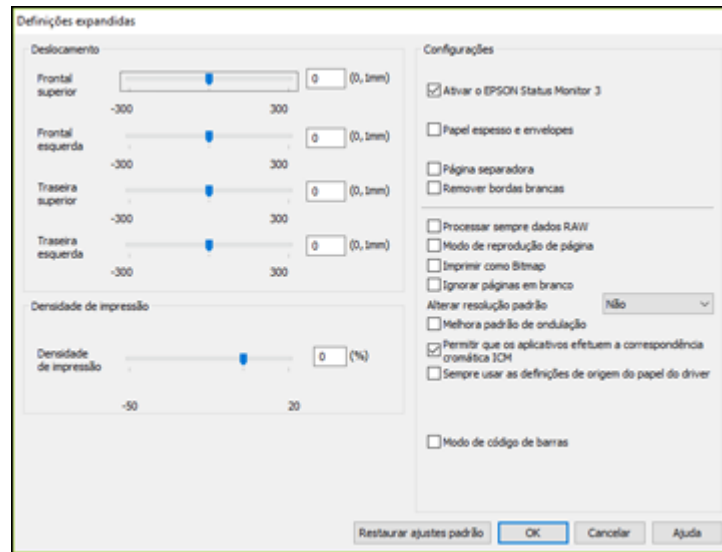 Definições expandidas
Deslocamento
Frontal
superior
0 (0,1mm)
-300 300
Frontal
esquerda
0 (0,1mm)
-300 300
Traseira
superior
0 (0,1mm)
-300 300
Traseira
esquerda
0 (0,1mm)
-300 300
Densidade de impressão
Densidade
de impressão
0 (%)
-50 20
Configurações
Ativar o EPSON Status Monitor 3
Papel espesso e envelopes
Página separadora
Remover bordas brancas
Processar sempre dados RAW
Modo de reprodução de página
Imprimir como Bitmap
Ignorar páginas em branco
Alterar resolução padrão Não
Melhora padrão de ondulação
Permitir que os aplicativos efetuem a correspondência
cromática ICM
Sempre usar as definições de origem do papel do driver
Modo de código de barras
Restaurar ajustes padrão OK Cancelar Ajuda